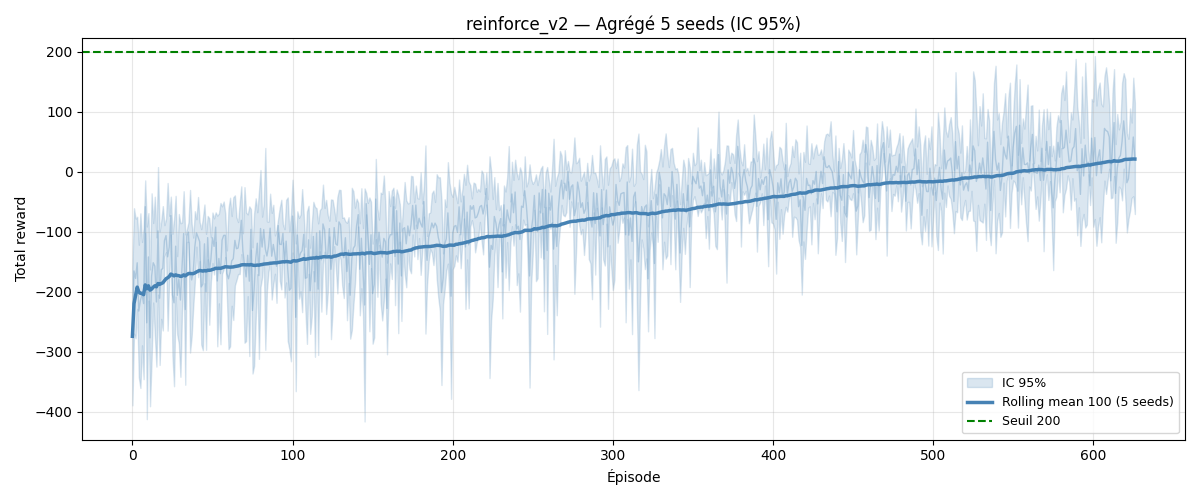 reinforce_v2 — Agrégé 5 seeds (IC 95%)
Total reward
200
100
0
−100
−200
−300
−400
0
100
200
300
400
500
600
Épisode
IC 95%
Rolling mean 100 (5 seeds)
Seuil 200